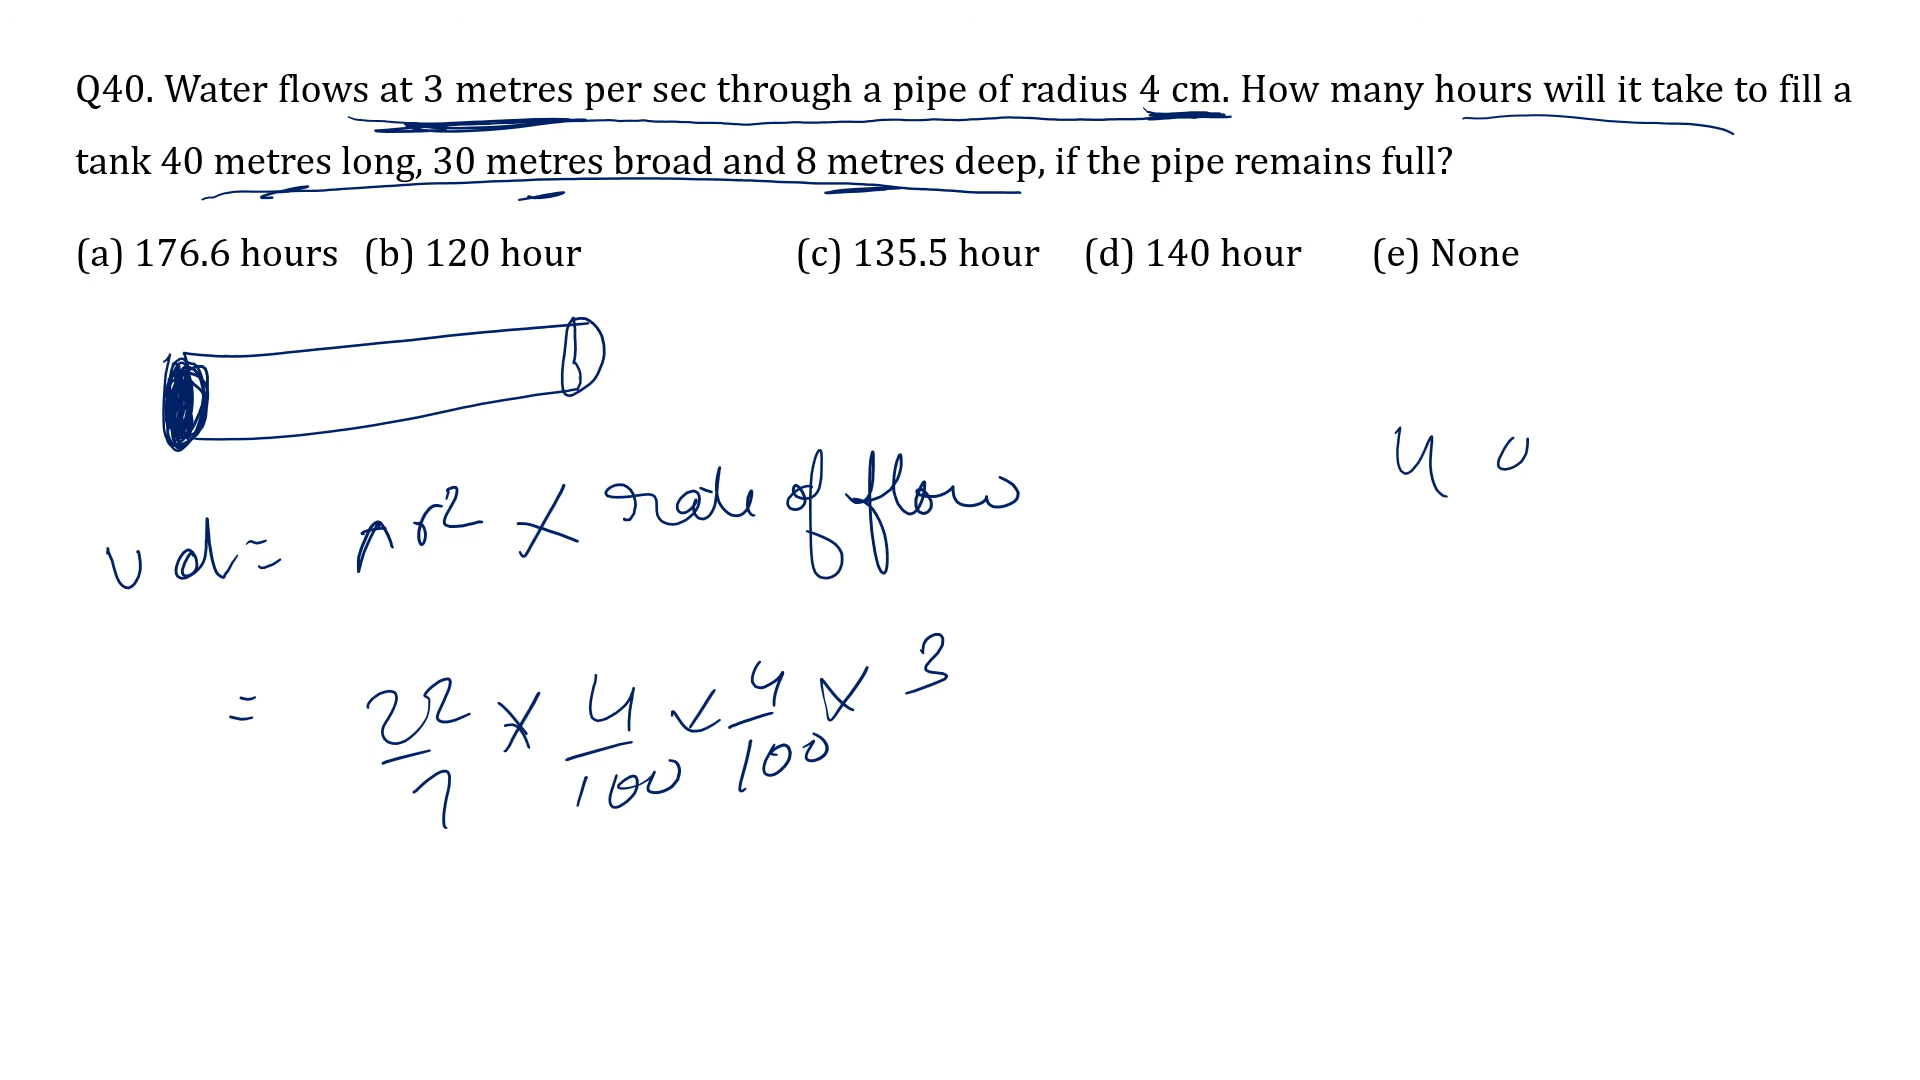 Q40. Water flows at 3 metres per sec through a pipe of radius 4 cm. How many hours will it take to fill a
tank 40 metres long, 30 metres broad and 8 metres deep, if the pipe remains full?
(a) 176.6 hours (b) 120 hour (c) 135.5 hour (d) 140 hour (e) None
4 0
vol = πr² × rate of flow
= 22/7 × 4/100 × 4/100 × 3